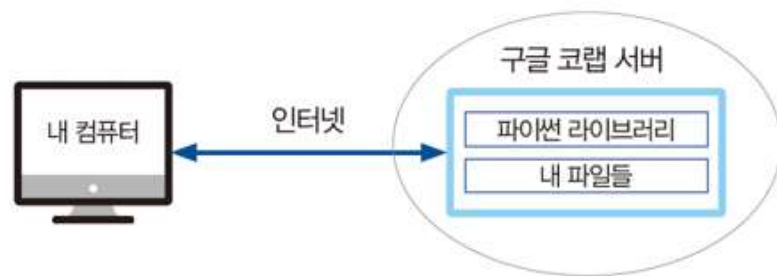 구글 코랩 서버
내 컴퓨터
인터넷
파이썬 라이브러리
내 파일들